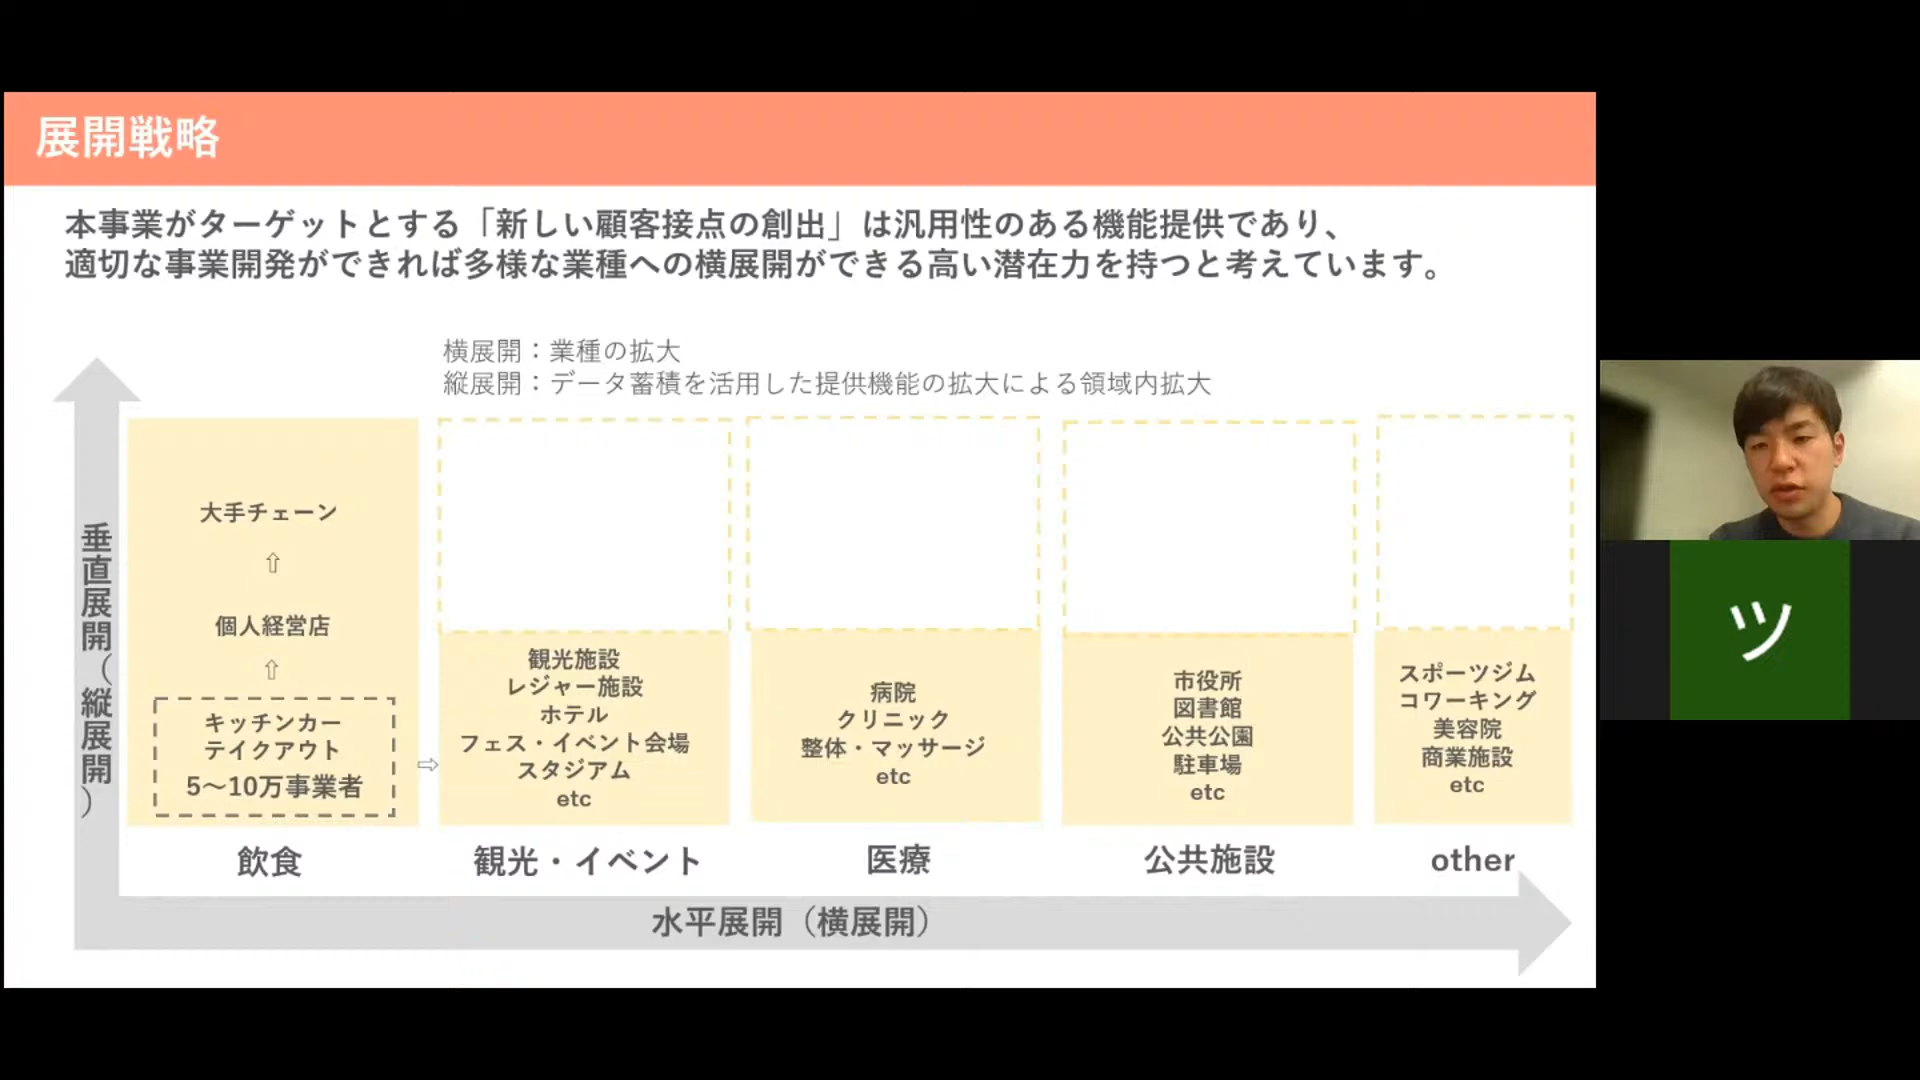 展開戦略
本事業がターゲットとする「新しい顧客接点の創出」は汎用性のある機能提供であり、
適切な事業開発ができれば多様な業種への横展開ができる高い潜在力を持つと考えています。
横展開：業種の拡大
縦展開：データ蓄積を活用した提供機能の拡大による領域内拡大
垂直展開（縦展開）
大手チェーン
⇧
個人経営店
⇧
キッチンカー
テイクアウト
5～10万事業者
⇨
観光施設
レジャー施設
ホテル
フェス・イベント会場
スタジアム
etc
病院
クリニック
整体・マッサージ
etc
市役所
図書館
公共公園
駐車場
etc
スポーツジム
コワーキング
美容院
商業施設
etc
飲食
観光・イベント
医療
公共施設
other
水平展開（横展開）
ツ